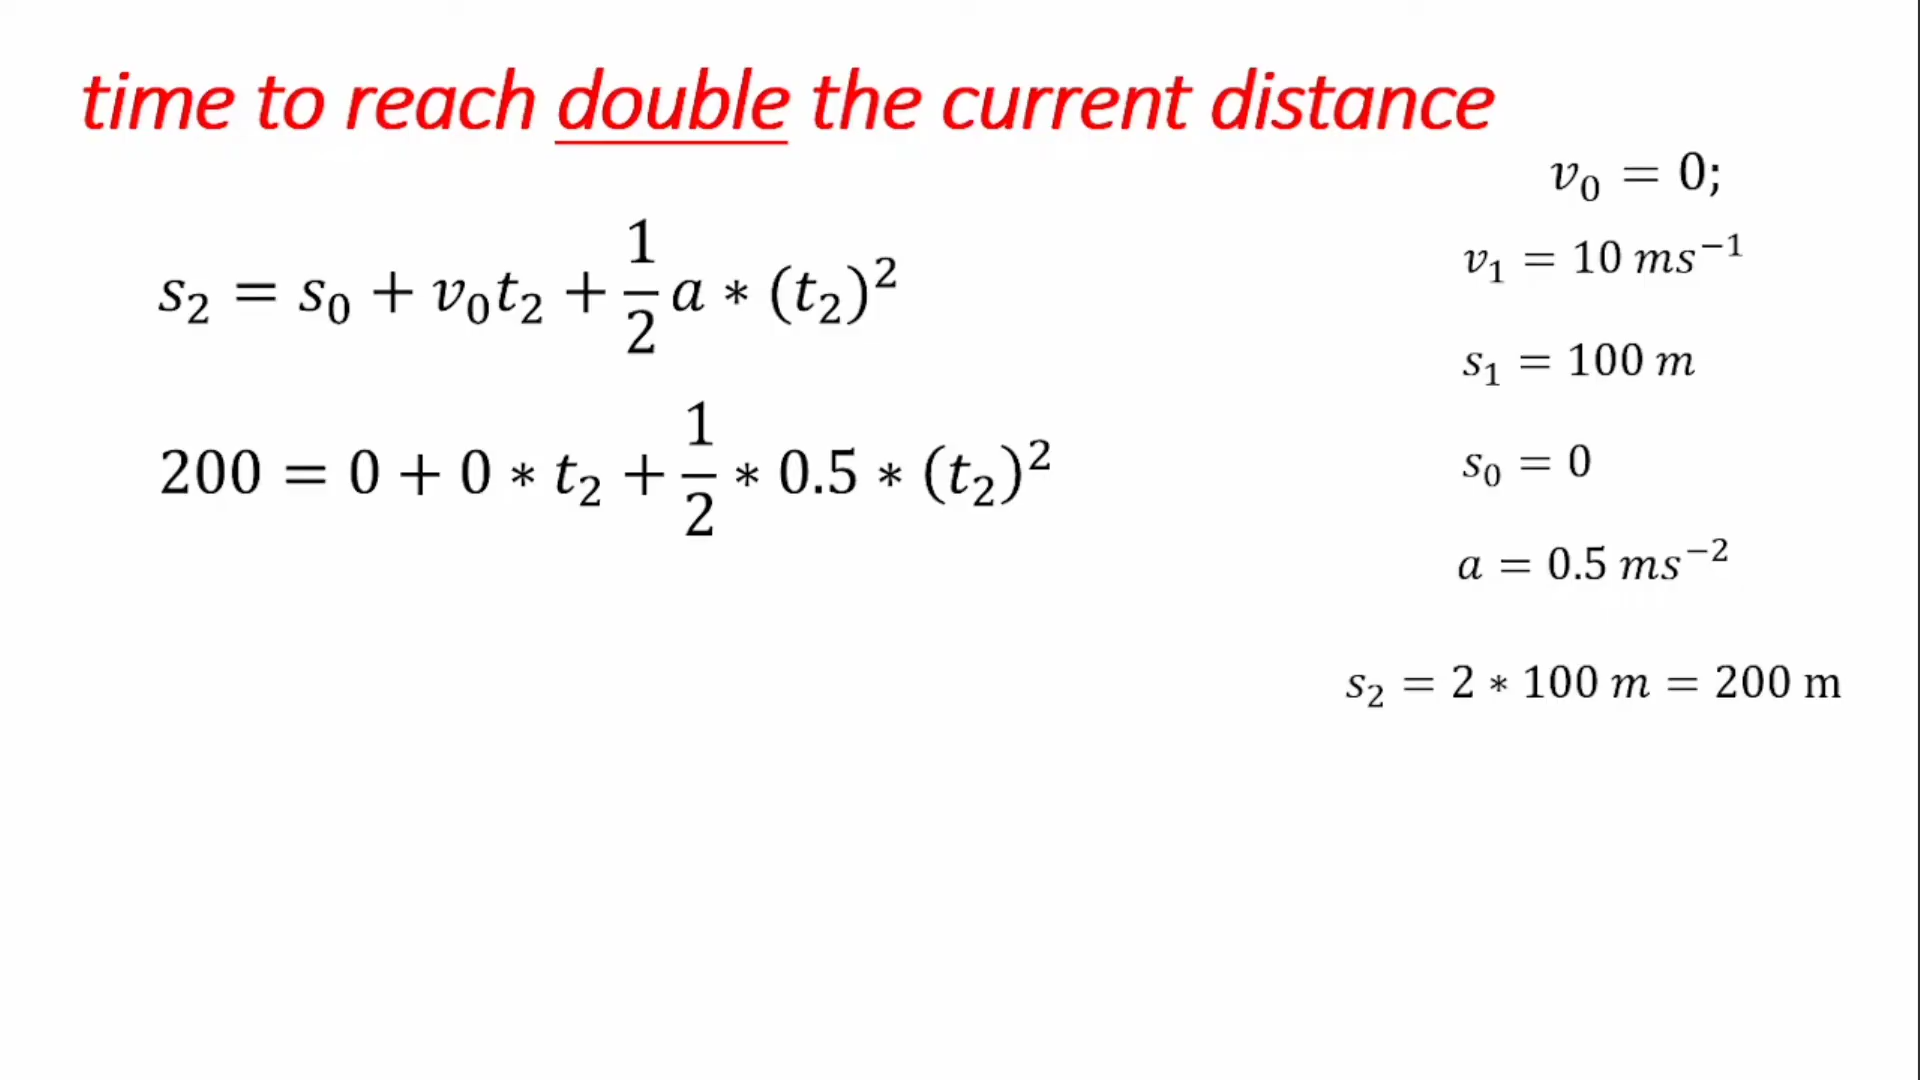 time to reach double the current distance
v₀ = 0;
v₁ = 10 ms⁻¹
s₂ = s₀ + v₀t₂ + 1/2 a * (t₂)²
s₁ = 100 m
200 = 0 + 0 * t₂ + 1/2 * 0.5 * (t₂)²
s₀ = 0
a = 0.5 ms⁻²
s₂ = 2 * 100 m = 200 m